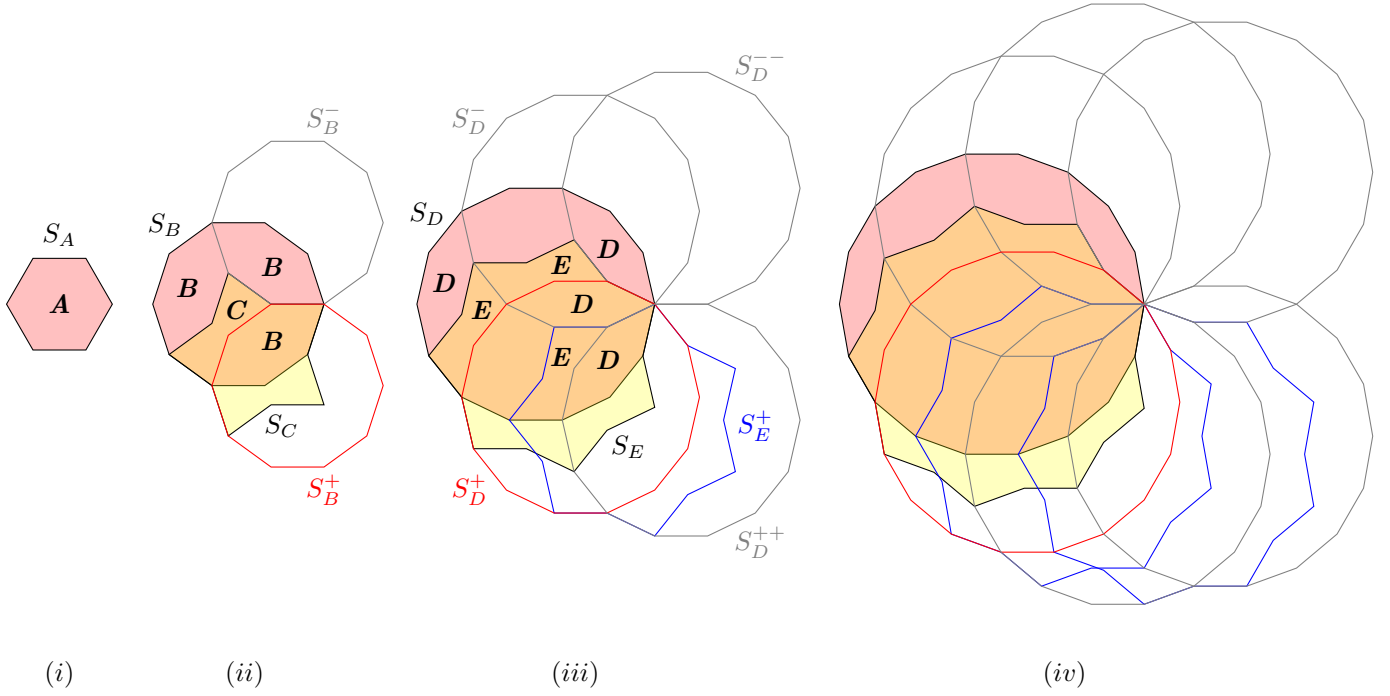 S_A
A
(i)
S_B^-
S_B
B
B
C
B
S_C
S_B^+
(ii)
S_D^{--}
S_D^-
S_D
D
E
D
E
D
E
D
S_E
S_E^+
S_D^+
S_D^{++}
(iii)
(iv)